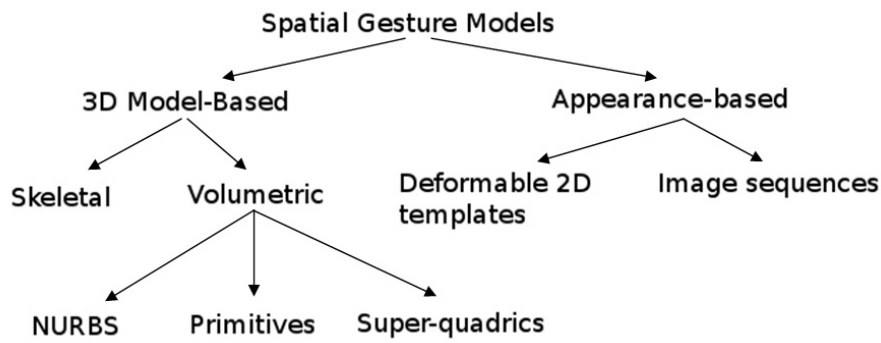 Spatial Gesture Models
3D Model-Based
Appearance-based
Skeletal
Volumetric
Deformable 2D
templates
Image sequences
NURBS
Primitives
Super-quadrics